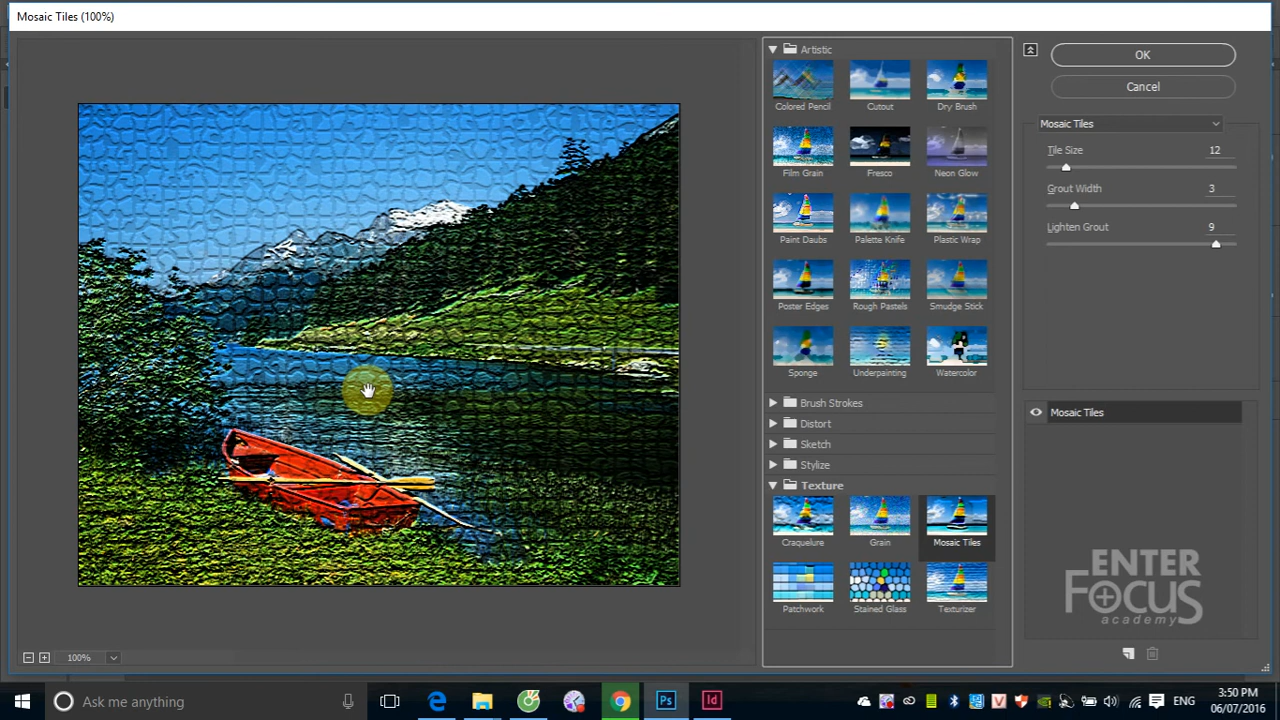 Mosaic Tiles (100%)
Artistic
Colored Pencil
Cutout
Dry Brush
Film Grain
Fresco
Neon Glow
Paint Daubs
Palette Knife
Plastic Wrap
Poster Edges
Rough Pastels
Smudge Stick
Sponge
Underpainting
Watercolor
Brush Strokes
Distort
Sketch
Stylize
Texture
Craquelure
Grain
Mosaic Tiles
Patchwork
Stained Glass
Texturizer
OK
Cancel
Mosaic Tiles
Tile Size 12
Grout Width 3
Lighten Grout 9
Mosaic Tiles
ENTER
FOCUS
academy
100%
Ask me anything
Ps
Id
ENG
3:50 PM
06/07/2016